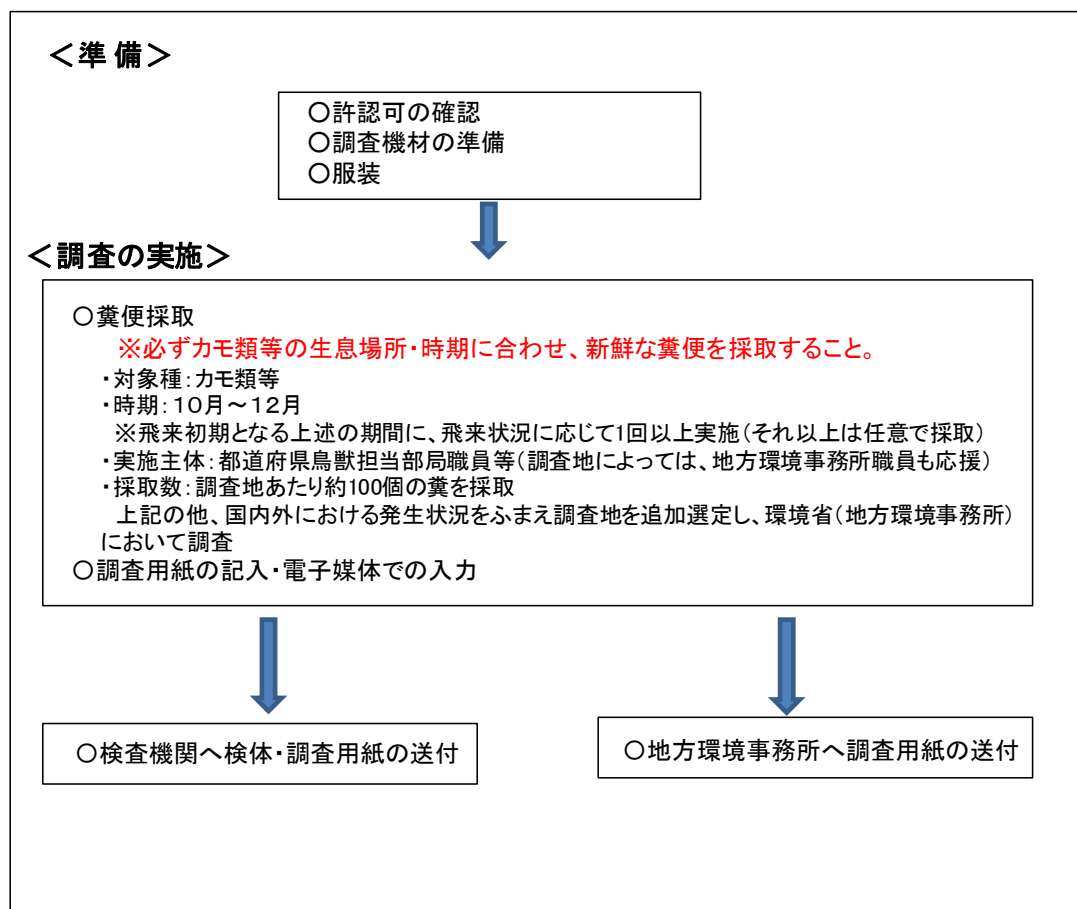 ＜準 備＞
○許認可の確認
○調査機材の準備
○服装
＜調査の実施＞
○糞便採取
※必ずカモ類等の生息場所・時期に合わせ、新鮮な糞便を採取すること。
・対象種：カモ類等
・時期：１０月～１２月
※飛来初期となる上述の期間に、飛来状況に応じて1回以上実施（それ以上は任意で採取）
・実施主体：都道府県鳥獣担当部局職員等（調査地によっては、地方環境事務所職員も応援）
・採取数：調査地あたり約100個の糞を採取
上記の他、国内外における発生状況をふまえ調査地を追加選定し、環境省（地方環境事務所）
において調査
○調査用紙の記入・電子媒体での入力
○検査機関へ検体・調査用紙の送付
○地方環境事務所へ調査用紙の送付